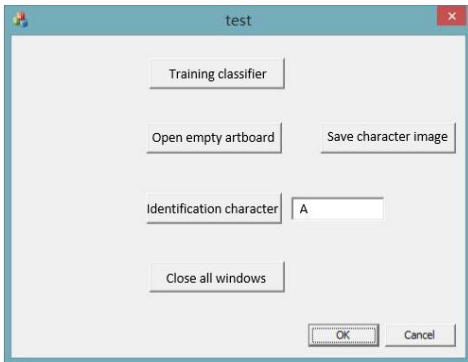 test
Training classifier
Open empty artboard
Save character image
Identification character
A
Close all windows
OK
Cancel